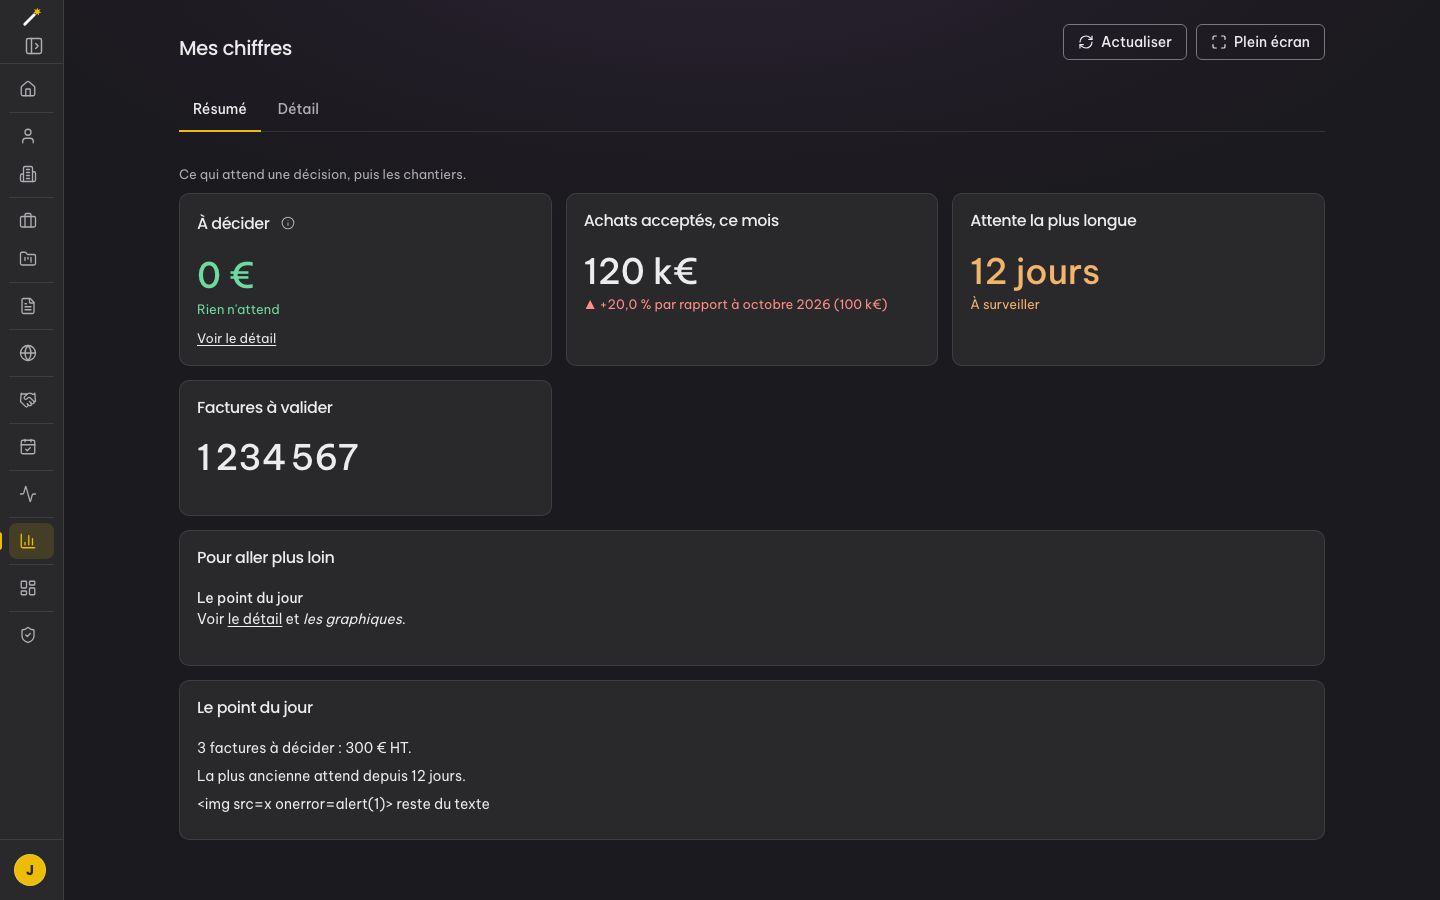 Mes chiffres
Actualiser
Plein écran
Résumé
Détail
Ce qui attend une décision, puis les chantiers.
À décider
0 €
Rien n'attend
Voir le détail
Achats acceptés, ce mois
120 k€
▲ +20,0 % par rapport à octobre 2026 (100 k€)
Attente la plus longue
12 jours
À surveiller
Factures à valider
1 234 567
Pour aller plus loin
Le point du jour
Voir le détail et les graphiques.
Le point du jour
3 factures à décider : 300 € HT.
La plus ancienne attend depuis 12 jours.
<img src=x onerror=alert(1)> reste du texte
J